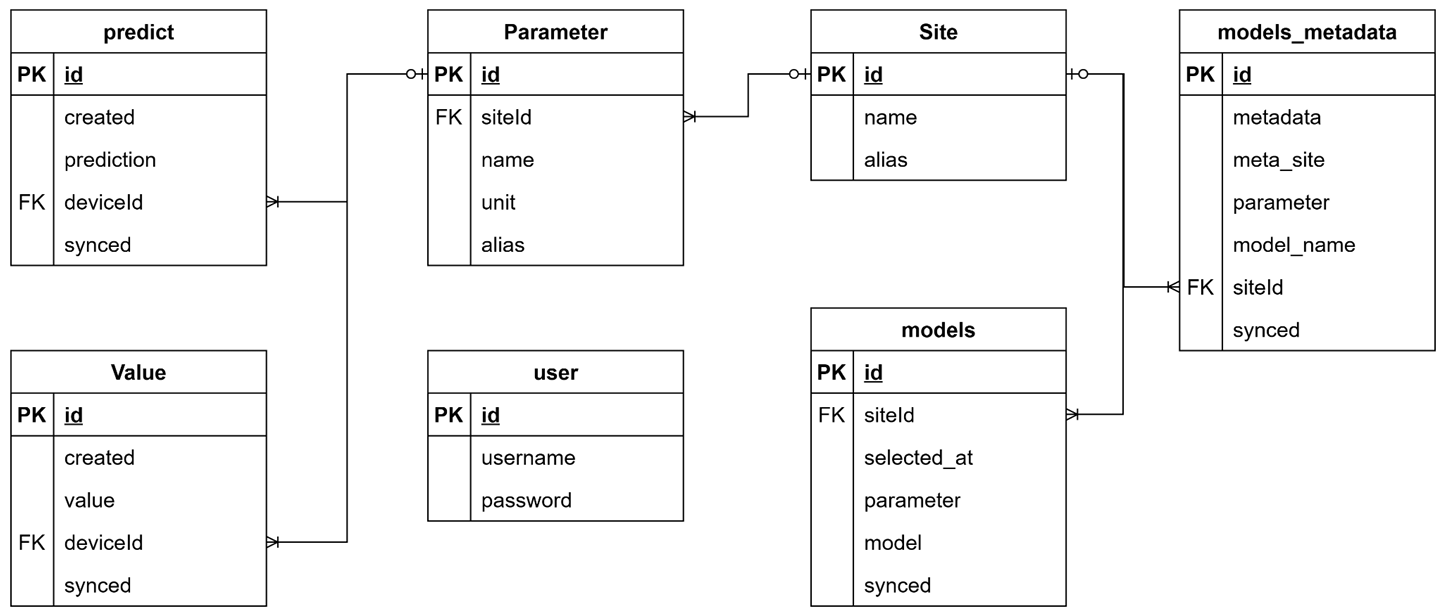 predict
PK id
created
prediction
FK deviceId
synced
Parameter
PK id
FK siteId
name
unit
alias
Site
PK id
name
alias
models_metadata
PK id
metadata
meta_site
parameter
model_name
FK siteId
synced
Value
PK id
created
value
FK deviceId
synced
user
PK id
username
password
models
PK id
FK siteId
selected_at
parameter
model
synced